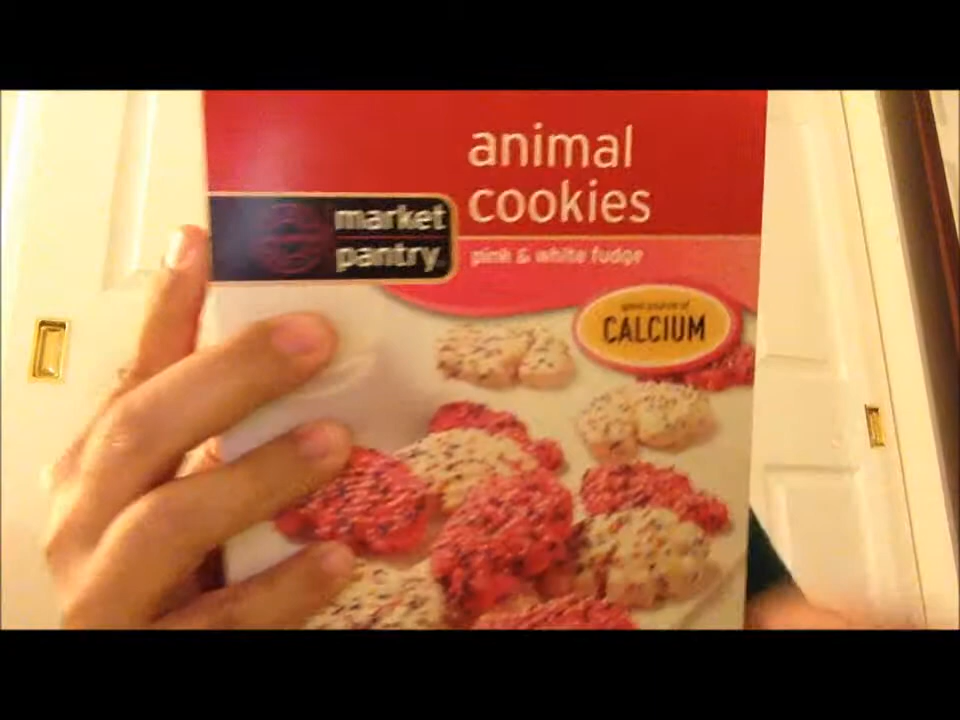 animal
cookies
market
pantry
pink & white fudge
good source of
CALCIUM